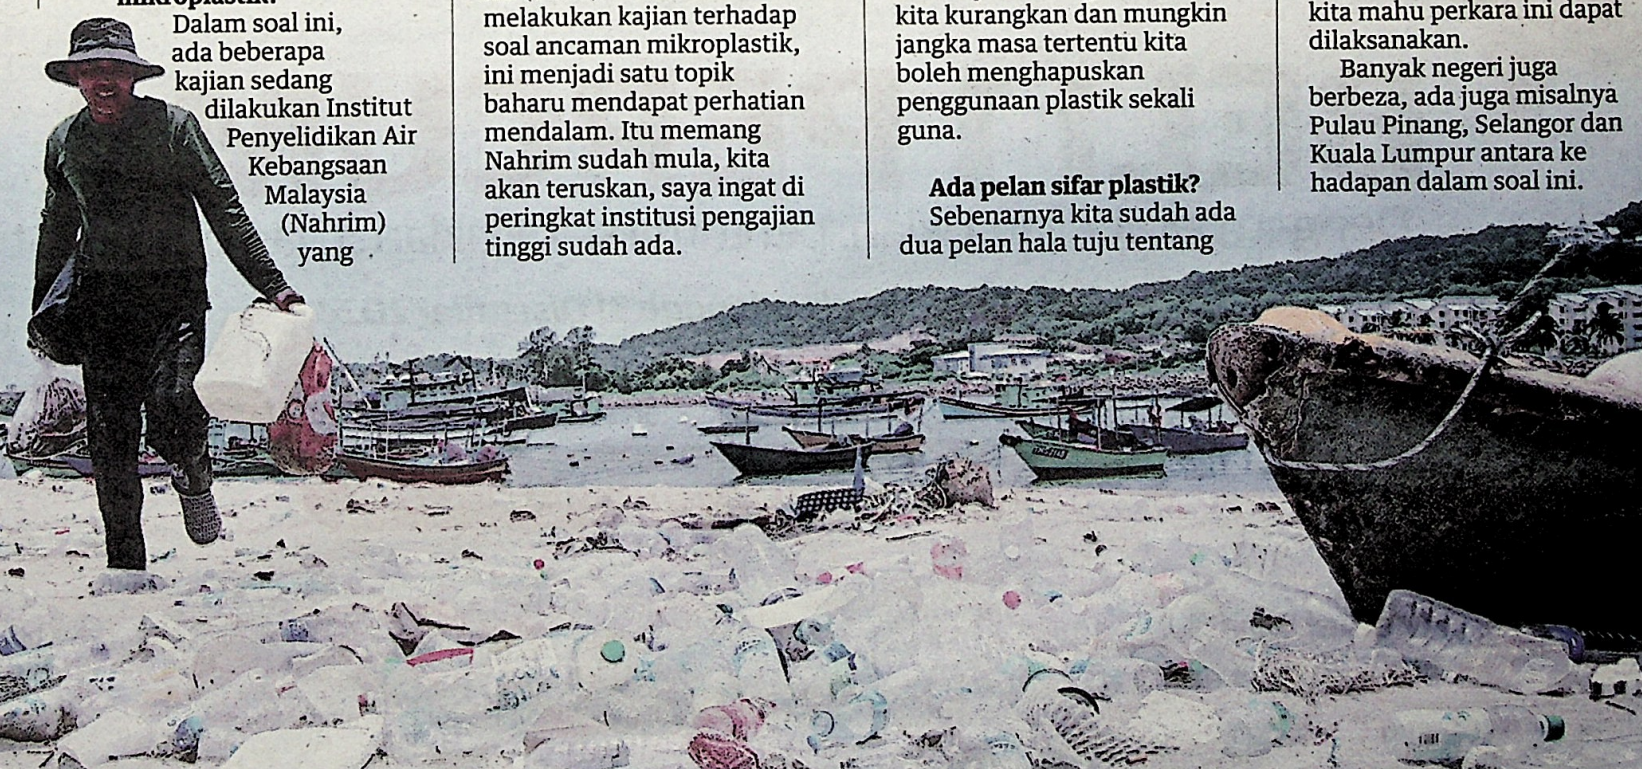 mikroplastik?
Dalam soal ini,
ada beberapa
kajian sedang
dilakukan Institut
Penyelidikan Air
Kebangsaan
Malaysia
(Nahrim)
yang
melakukan kajian terhadap
soal ancaman mikroplastik,
ini menjadi satu topik
baharu mendapat perhatian
mendalam. Itu memang
Nahrim sudah mula, kita
akan teruskan, saya ingat di
peringkat institusi pengajian
tinggi sudah ada.
kita kurangkan dan mungkin
jangka masa tertentu kita
boleh menghapuskan
penggunaan plastik sekali
guna.
Ada pelan sifar plastik?
Sebenarnya kita sudah ada
dua pelan hala tuju tentang
kita mahu perkara ini dapat
dilaksanakan.
Banyak negeri juga
berbeza, ada juga misalnya
Pulau Pinang, Selangor dan
Kuala Lumpur antara ke
hadapan dalam soal ini.